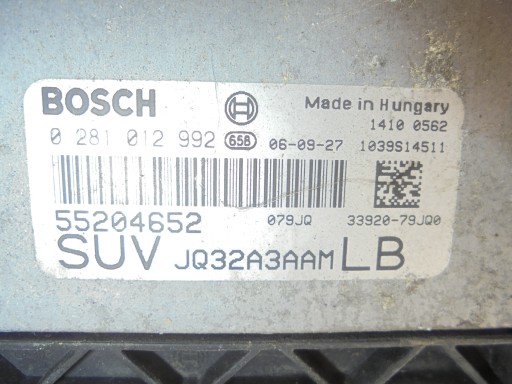 BOSCH Made in Hungary
1410 0562
0 281 012 992 658 06-09-27 1039S14511
55204652 079JQ 33920-79JQ0
SUV JQ32A3AAM LB